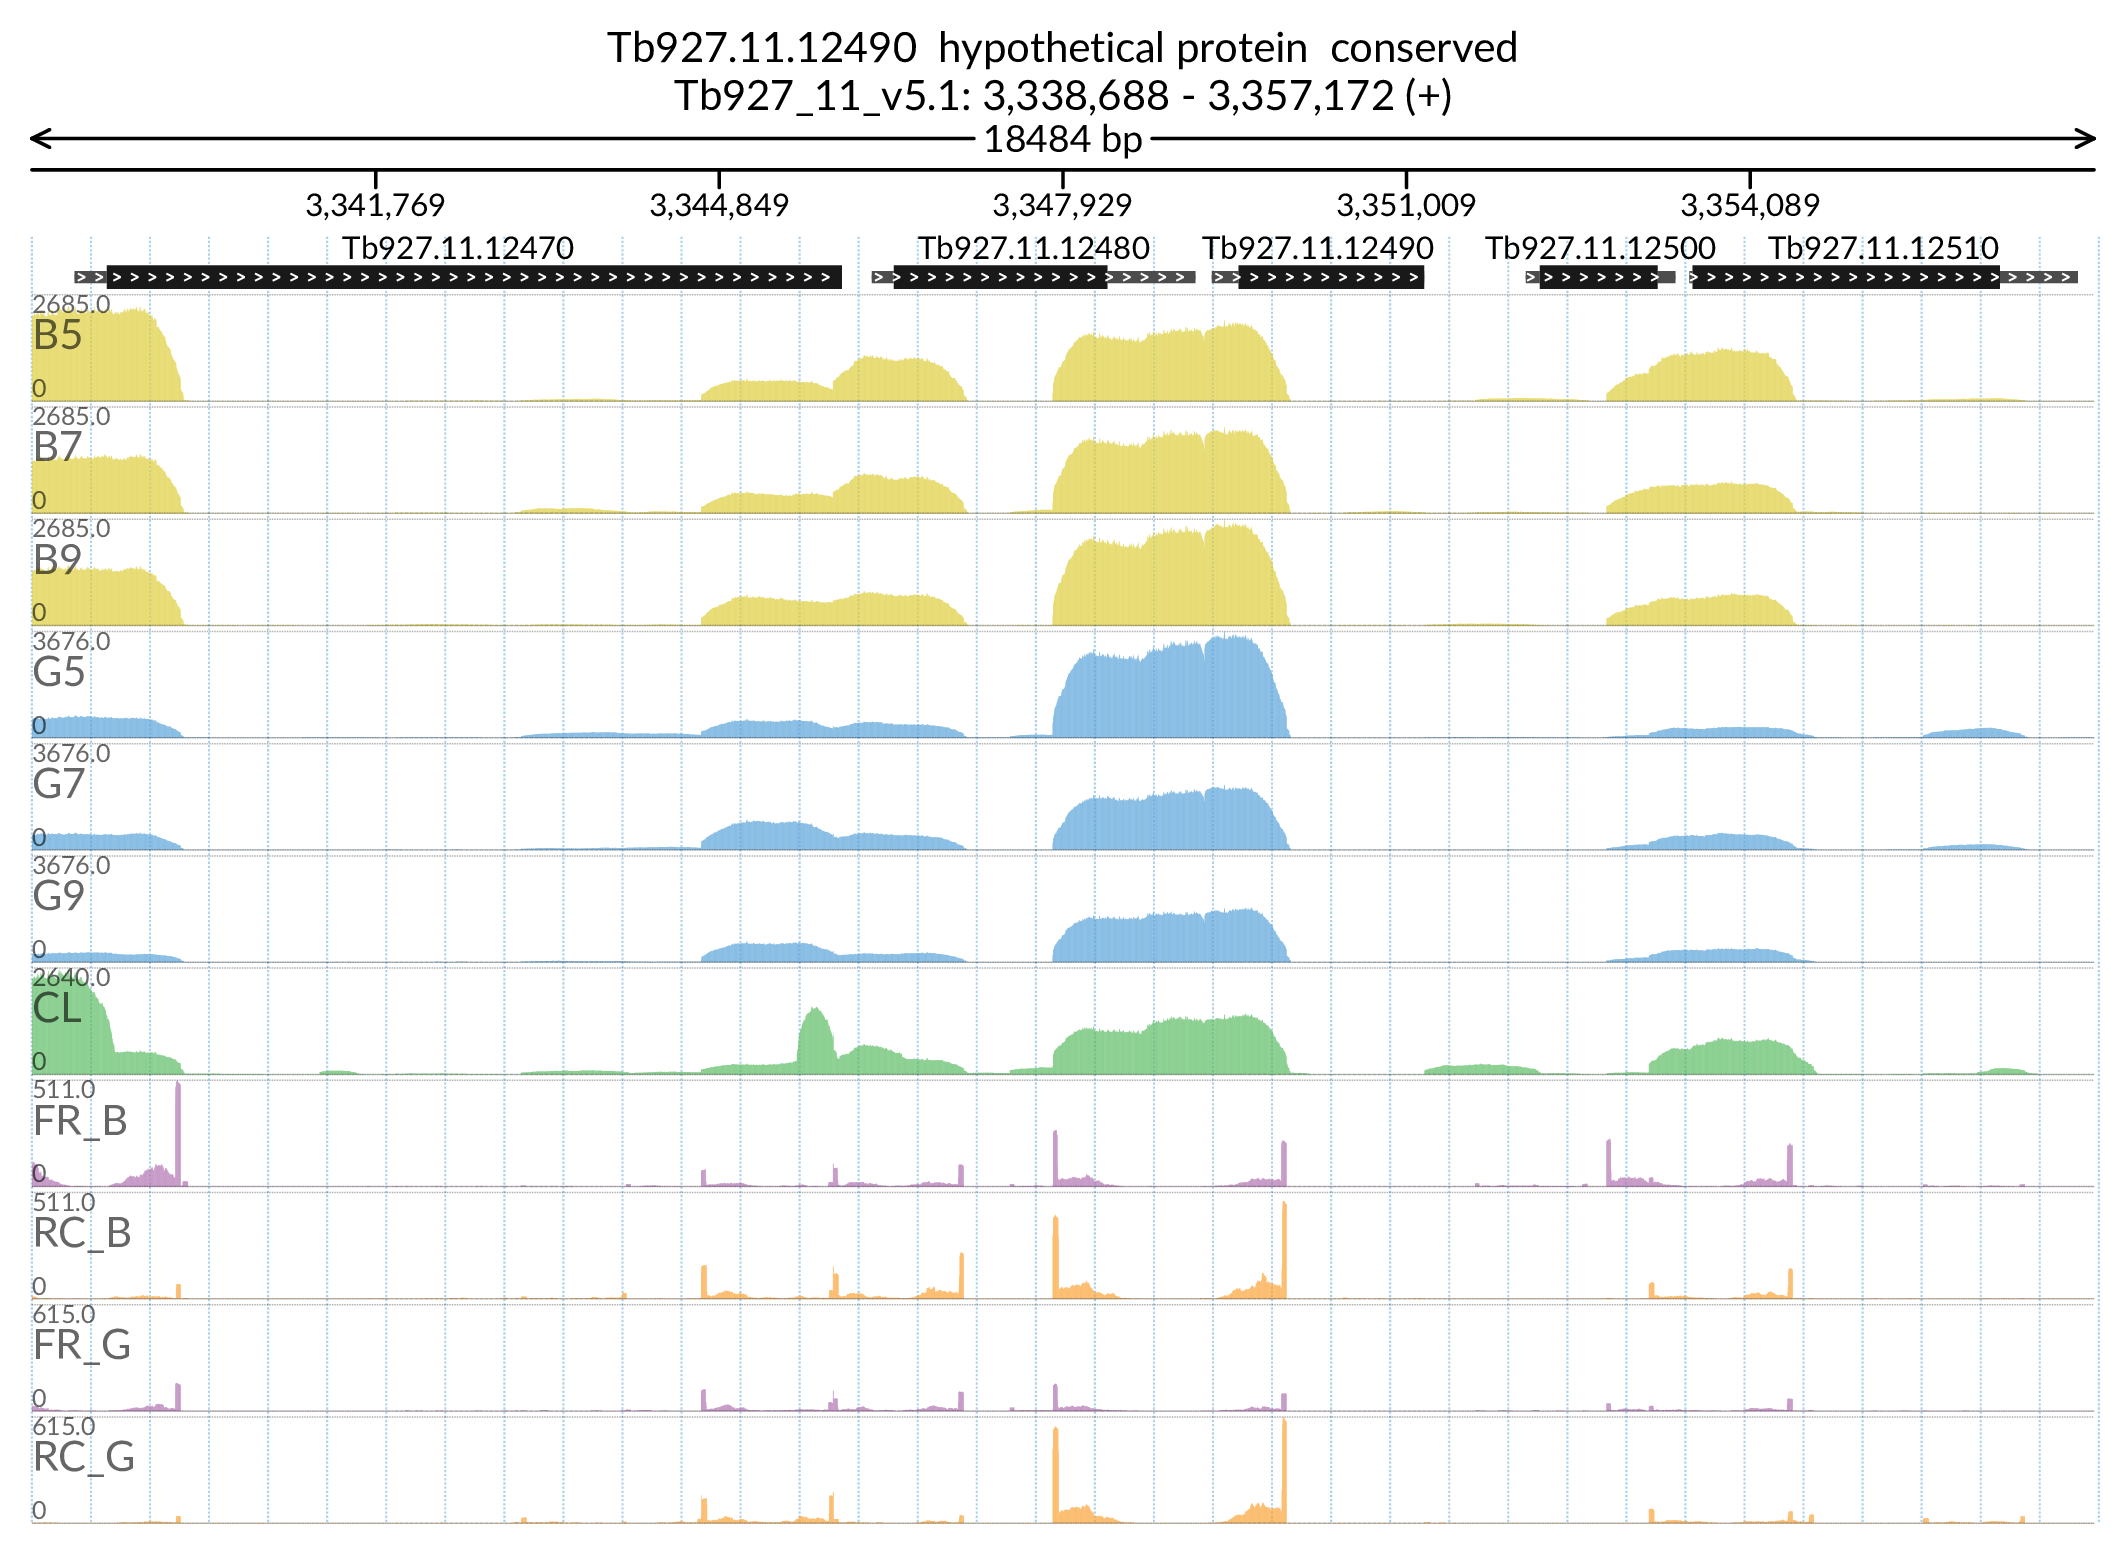 Tb927.11.12490 hypothetical protein conserved
Tb927_11_v5.1: 3,338,688 - 3,357,172 (+)
18484 bp
3,341,769 3,344,849 3,347,929 3,351,009 3,354,089
Tb927.11.12470 Tb927.11.12480 Tb927.11.12490 Tb927.11.12500 Tb927.11.12510
2685.0
B5
0
2685.0
B7
0
2685.0
B9
0
3676.0
G5
0
3676.0
G7
0
3676.0
G9
0
2640.0
CL
0
511.0
FR_B
0
511.0
RC_B
0
615.0
FR_G
0
615.0
RC_G
0